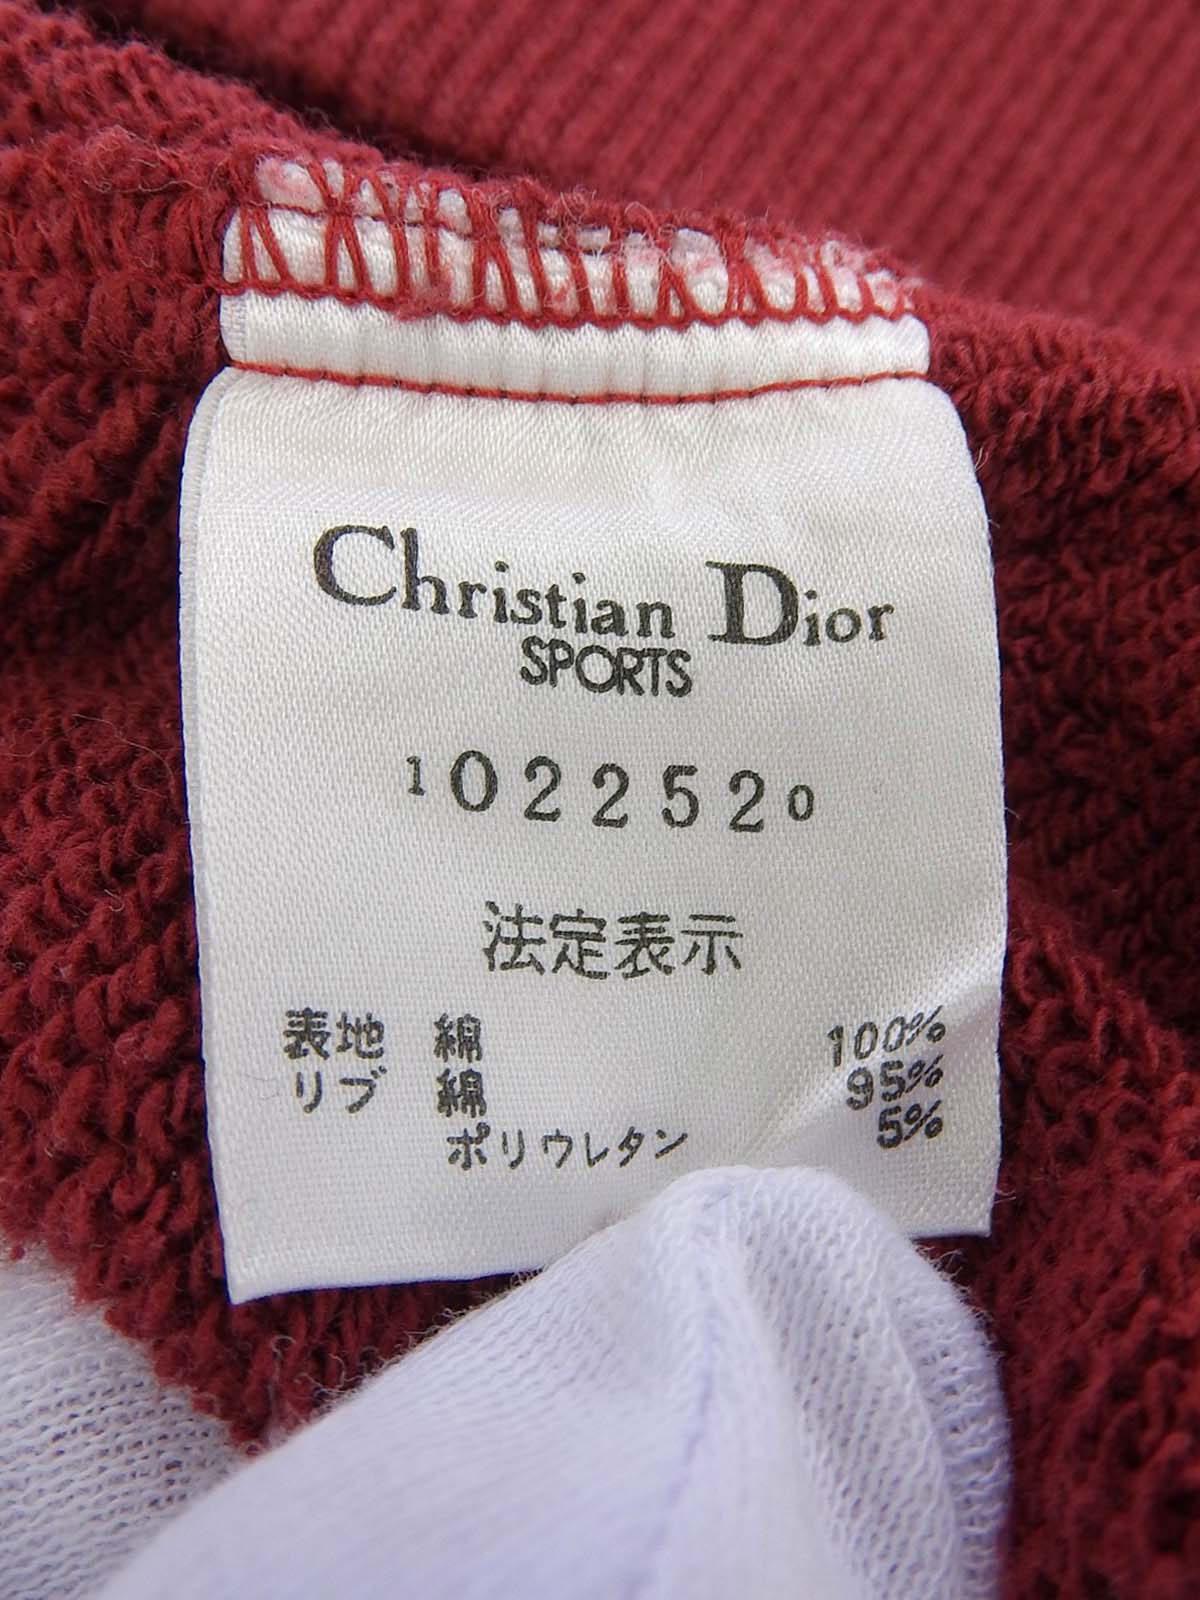 Christian Dior
SPORTS
1022520
法定表示
表地 綿 100%
リブ 綿 95%
ポリウレタン 5%